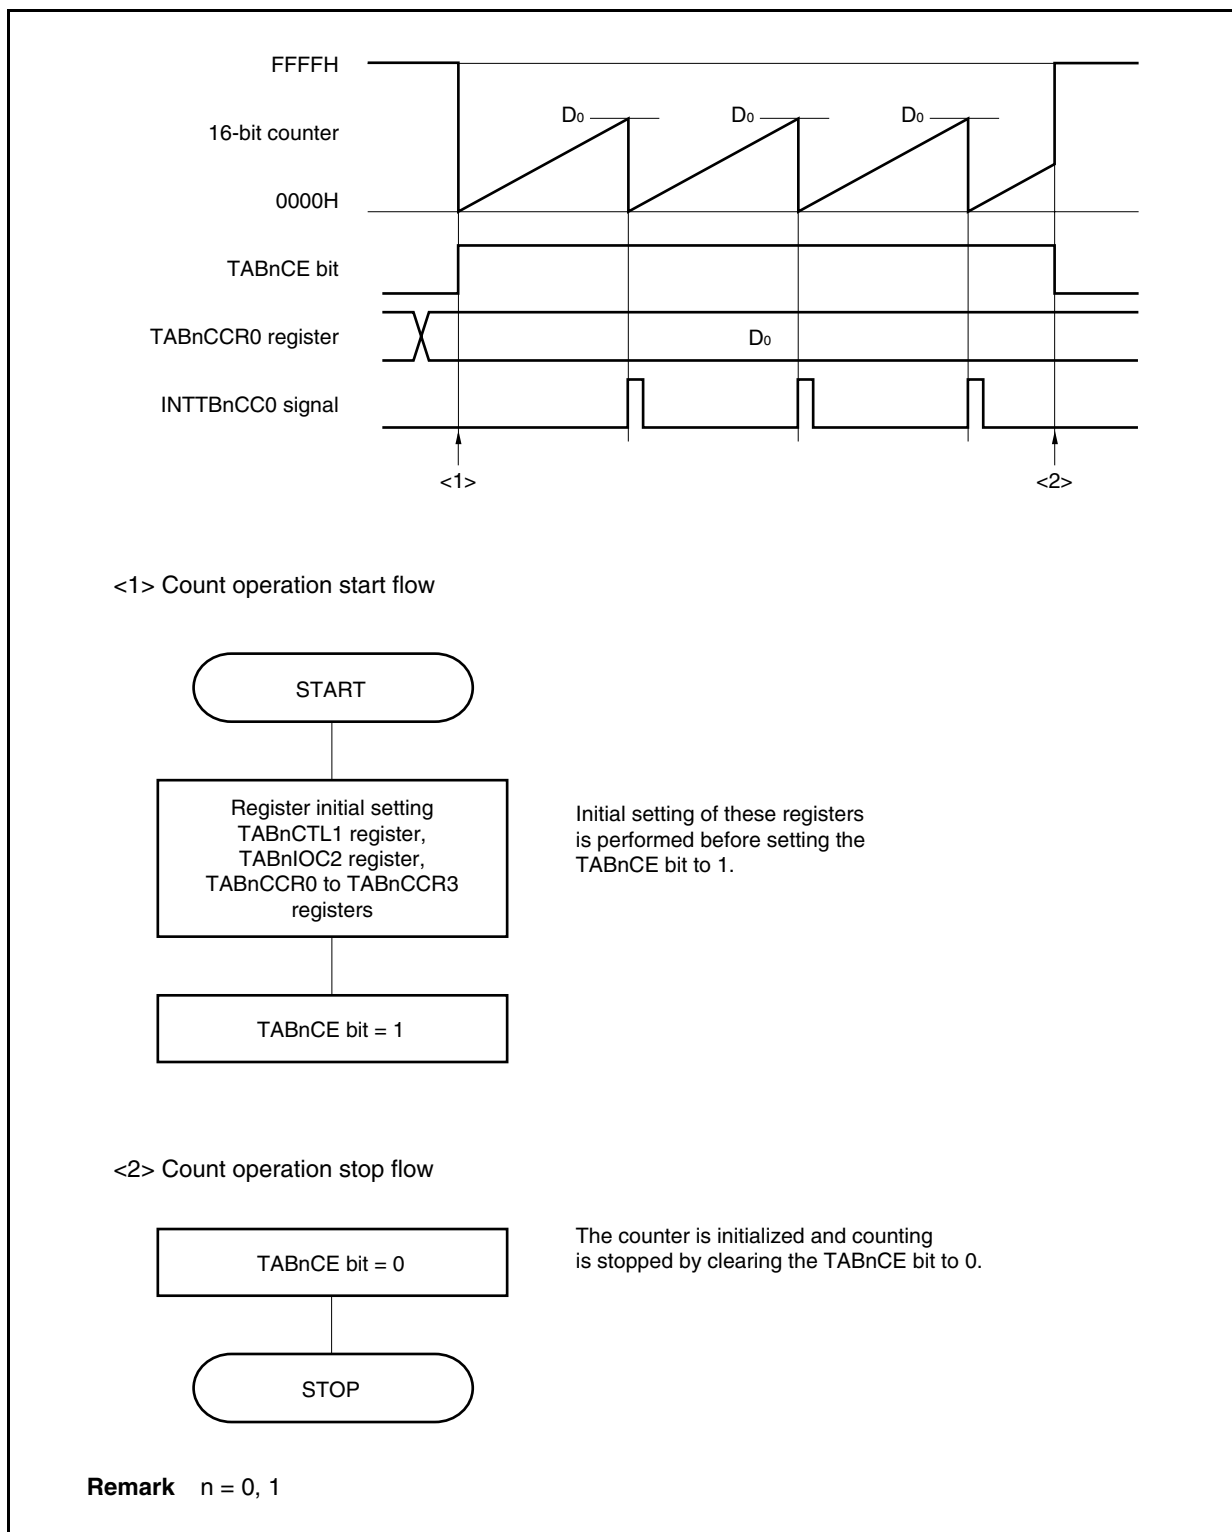 FFFFH
D₀ D₀ D₀
16-bit counter
0000H
TABnCE bit
TABnCCR0 register
D₀
INTTBnCC0 signal
<1> <2>
<1> Count operation start flow
START
Register initial setting
TABnCTL1 register,
TABnIOC2 register,
TABnCCR0 to TABnCCR3
registers
Initial setting of these registers
is performed before setting the
TABnCE bit to 1.
TABnCE bit = 1
<2> Count operation stop flow
TABnCE bit = 0
The counter is initialized and counting
is stopped by clearing the TABnCE bit to 0.
STOP
Remark n = 0, 1